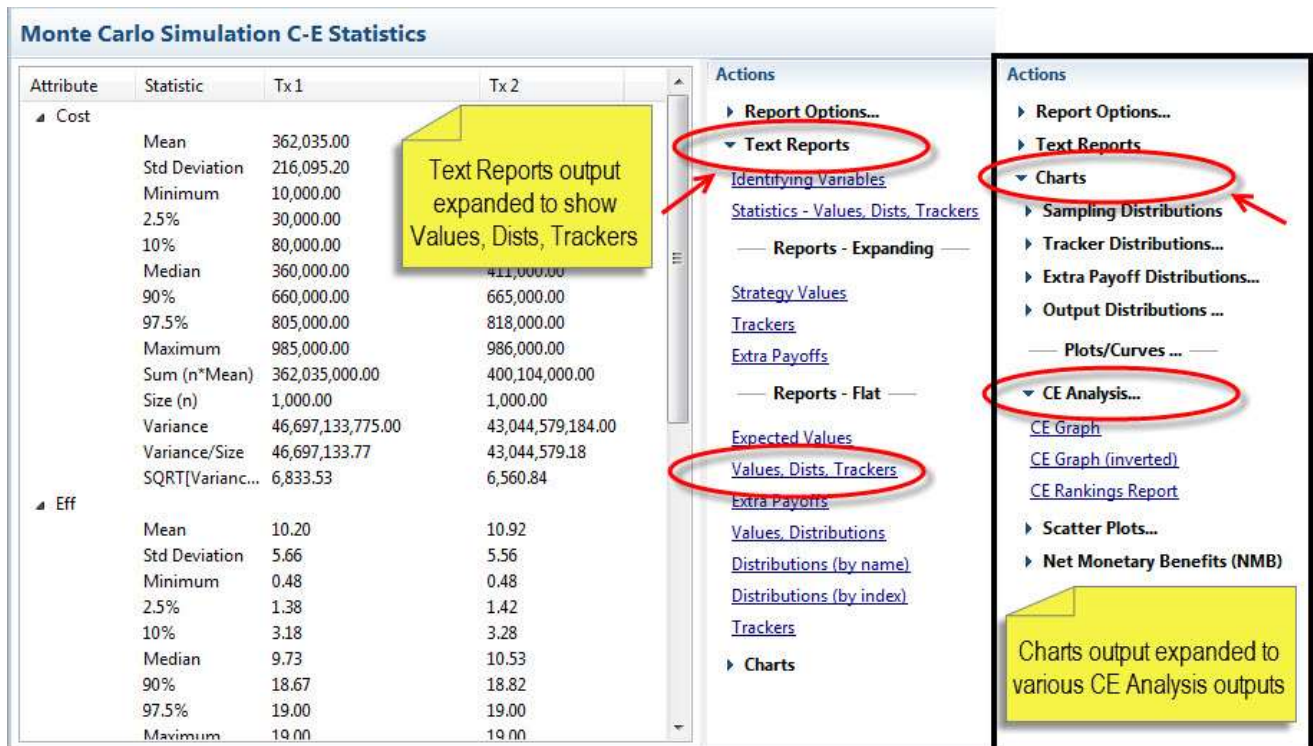 Monte Carlo Simulation C-E Statistics
Attribute Statistic Tx 1 Tx 2
Cost
Mean 362,035.00
Std Deviation 216,095.20
Minimum 10,000.00
2.5% 30,000.00
10% 80,000.00
Median 360,000.00 411,000.00
90% 660,000.00 665,000.00
97.5% 805,000.00 818,000.00
Maximum 985,000.00 986,000.00
Sum (n*Mean) 362,035,000.00 400,104,000.00
Size (n) 1,000.00 1,000.00
Variance 46,697,133,775.00 43,044,579,184.00
Variance/Size 46,697,133.77 43,044,579.18
SQRT[Varianc... 6,833.53 6,560.84
Eff
Mean 10.20 10.92
Std Deviation 5.66 5.56
Minimum 0.48 0.48
2.5% 1.38 1.42
10% 3.18 3.28
Median 9.73 10.53
90% 18.67 18.82
97.5% 19.00 19.00
Maximum 19.00 19.00
Text Reports output
expanded to show
Values, Dists, Trackers
Actions
Report Options...
Text Reports
Identifying Variables
Statistics - Values, Dists, Trackers
Reports - Expanding
Strategy Values
Trackers
Extra Payoffs
Reports - Flat
Expected Values
Values, Dists, Trackers
Extra Payoffs
Values, Distributions
Distributions (by name)
Distributions (by index)
Trackers
Charts
Actions
Report Options...
Text Reports
Charts
Sampling Distributions
Tracker Distributions...
Extra Payoff Distributions...
Output Distributions ...
Plots/Curves ...
CE Analysis...
CE Graph
CE Graph (inverted)
CE Rankings Report
Scatter Plots...
Net Monetary Benefits (NMB)
Charts output expanded to
various CE Analysis outputs